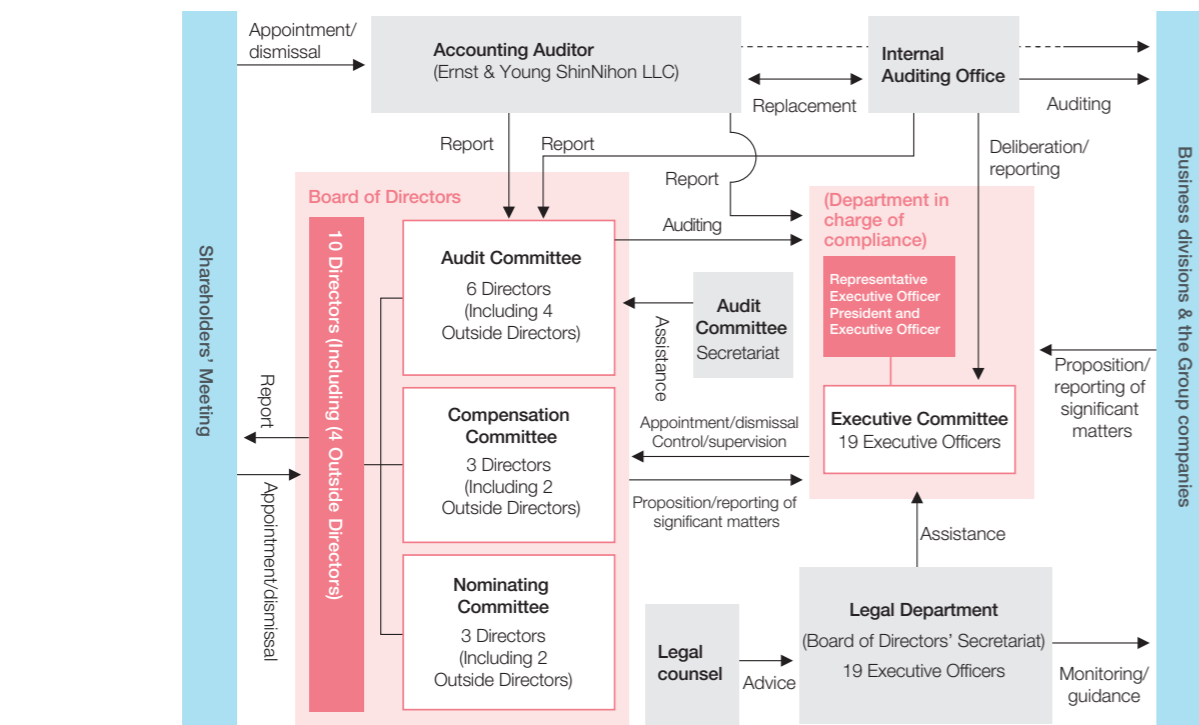 Appointment/
dismissal
Accounting Auditor
(Ernst & Young ShinNihon LLC)
Internal
Auditing Office
Replacement
Auditing
Report
Report
Report
Deliberation/
reporting
Shareholders' Meeting
Business divisions & the Group companies
Board of Directors
10 Directors (Including (4 Outside Directors)
Audit Committee
6 Directors
(Including 4
Outside Directors)
Auditing
(Department in
charge of
compliance)
Representative
Executive Officer
President and
Executive Officer
Audit
Committee
Secretariat
Assistance
Proposition/
reporting of
significant
matters
Report
Appointment/dismissal
Compensation
Committee
3 Directors
(Including 2
Outside Directors)
Appointment/dismissal
Control/supervision
Proposition/reporting of
significant matters
Executive Committee
19 Executive Officers
Assistance
Nominating
Committee
3 Directors
(Including 2
Outside Directors)
Legal
counsel
Advice
Legal Department
(Board of Directors' Secretariat)
19 Executive Officers
Monitoring/
guidance